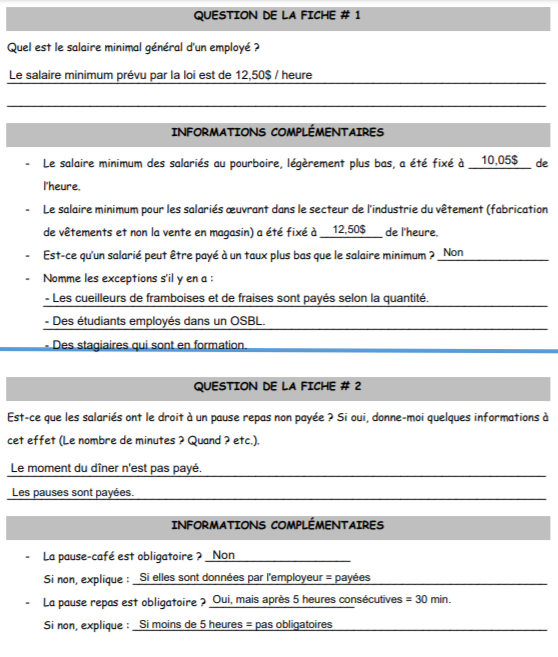 QUESTION DE LA FICHE # 1
Quel est le salaire minimal général d'un employé ?
Le salaire minimum prévu par la loi est de 12,50$ / heure
INFORMATIONS COMPLÉMENTAIRES
- Le salaire minimum des salariés au pourboire, légèrement plus bas, a été fixé à 10,05$ de
l'heure.
- Le salaire minimum pour les salariés œuvrant dans le secteur de l'industrie du vêtement (fabrication
de vêtements et non la vente en magasin) a été fixé à 12,50$ de l'heure.
- Est-ce qu'un salarié peut être payé à un taux plus bas que le salaire minimum ? Non
- Nomme les exceptions s'il y en a :
- Les cueilleurs de framboises et de fraises sont payés selon la quantité.
- Des étudiants employés dans un OSBL.
- Des stagiaires qui sont en formation.
QUESTION DE LA FICHE # 2
Est-ce que les salariés ont le droit à un pause repas non payée ? Si oui, donne-moi quelques informations à
cet effet (Le nombre de minutes ? Quand ? etc.).
Le moment du dîner n'est pas payé.
Les pauses sont payées.
INFORMATIONS COMPLÉMENTAIRES
- La pause-café est obligatoire ? Non
Si non, explique : Si elles sont données par l'employeur = payées
- La pause repas est obligatoire ? Oui, mais après 5 heures consécutives = 30 min.
Si non, explique : Si moins de 5 heures = pas obligatoires